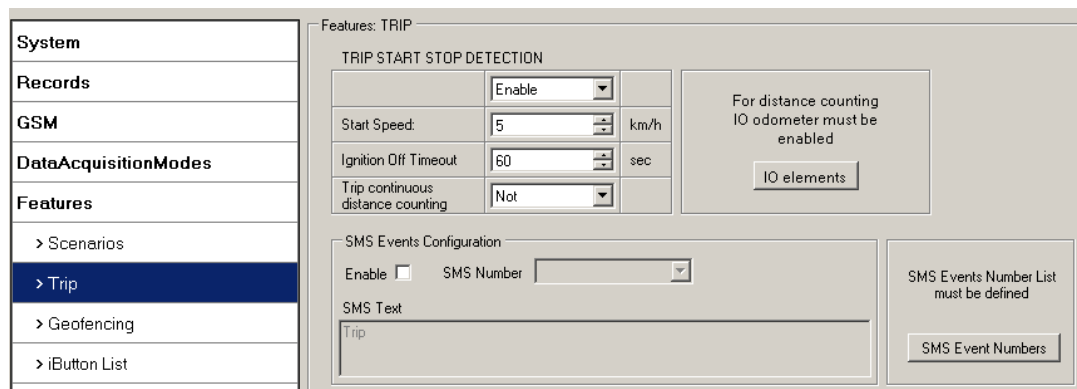 System
Records
GSM
DataAcquisitionModes
Features
> Scenarios
> Trip
> Geofencing
> iButton List
Features: TRIP
TRIP START STOP DETECTION
Enable
Start Speed: 5 km/h
Ignition Off Timeout 60 sec
Trip continuous
distance counting Not
For distance counting
IO odometer must be
enabled
IO elements
SMS Events Configuration
Enable SMS Number
SMS Text
Trip
SMS Events Number List
must be defined
SMS Event Numbers